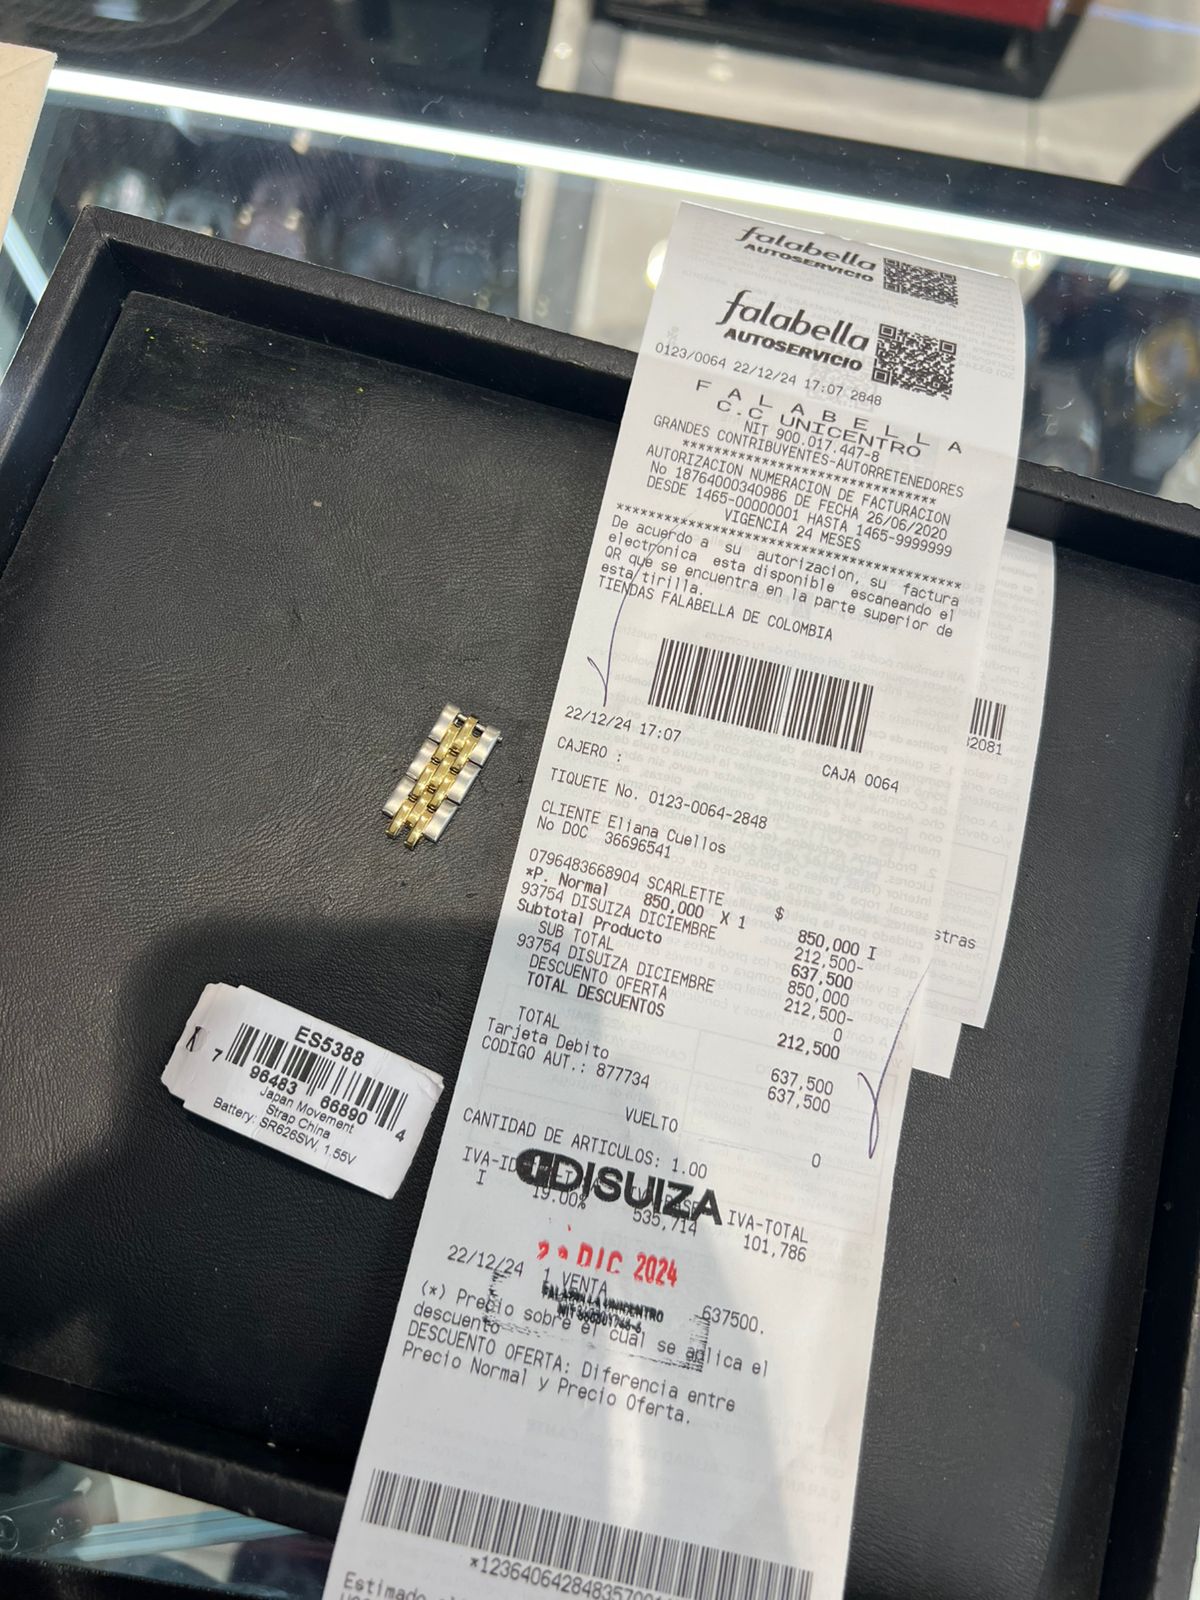 falabella
AUTOSERVICIO
falabella
AUTOSERVICIO
0123/0064 22/12/24 17:07 2848
F A L A B E L L A
C.C UNICENTRO
NIT 900.017.447-8
GRANDES CONTRIBUYENTES-AUTORRETENEDORES
**********************************
AUTORIZACION NUMERACION DE FACTURACION
No 18764000340986 DE FECHA 26/06/2020
DESDE 1465-00000001 HASTA 1465-9999999
VIGENCIA 24 MESES
De acuerdo a su autorizacion, su factura
electronica esta disponible escaneando el
QR que se encuentra en la parte superior de
esta tirilla.
TIENDAS FALABELLA DE COLOMBIA
22/12/24 17:07
CAJERO : CAJA 0064
TIQUETE No. 0123-0064-2848
CLIENTE Eliana Cuellos
No DOC 36696541
0796483668904 SCARLETTE
*P. Normal 850,000 X 1 $ 850,000 I
93754 DISUIZA DICIEMBRE 212,500-
Subtotal Producto 637,500
SUB TOTAL 850,000
93754 DISUIZA DICIEMBRE 212,500-
DESCUENTO OFERTA 0
TOTAL DESCUENTOS 212,500
TOTAL 637,500
Tarjeta Debito 637,500
CODIGO AUT.: 877734
VUELTO 0
CANTIDAD DE ARTICULOS: 1.00
IVA-TOTAL
I 19.00% 535,714 101,786
DISUIZA
DIC 2024
22/12/24 1 VENTA 637500.
UNICENTRO
(*) Precio sobre el cual se aplica el
descuento
DESCUENTO OFERTA: Diferencia entre
Precio Normal y Precio Oferta.
Estimado
ES5388
7 96483 66890 4
Japan Movement
Strap China
Battery: SR626SW, 1.55V
2081
stras